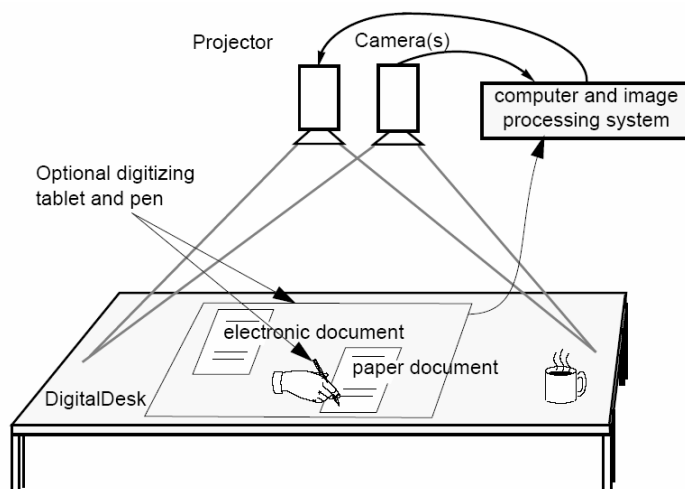 Projector
Camera(s)
computer and image
processing system
Optional digitizing
tablet and pen
electronic document
paper document
DigitalDesk